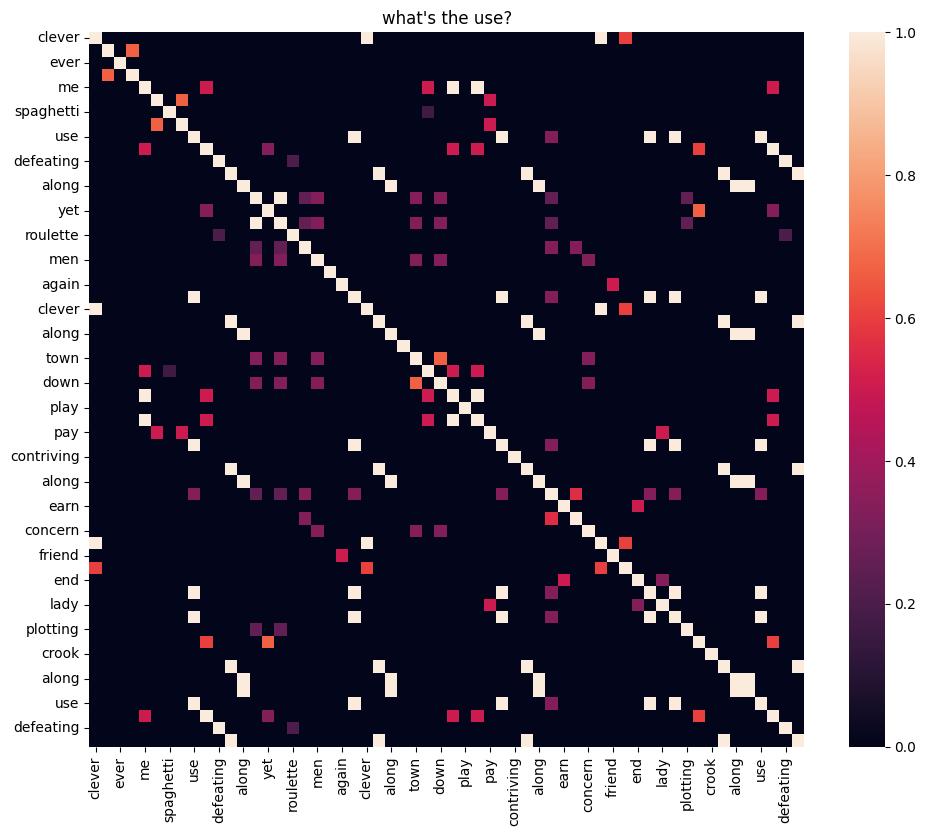 what's the use?
clever
ever
me
spaghetti
use
defeating
along
yet
roulette
men
again
clever
along
town
down
play
pay
contriving
along
earn
concern
friend
end
lady
plotting
crook
along
use
defeating
1.0
0.8
0.6
0.4
0.2
0.0
clever
ever
me
spaghetti
use
defeating
along
yet
roulette
men
again
clever
along
town
down
play
pay
contriving
along
earn
concern
friend
end
lady
plotting
crook
along
use
defeating